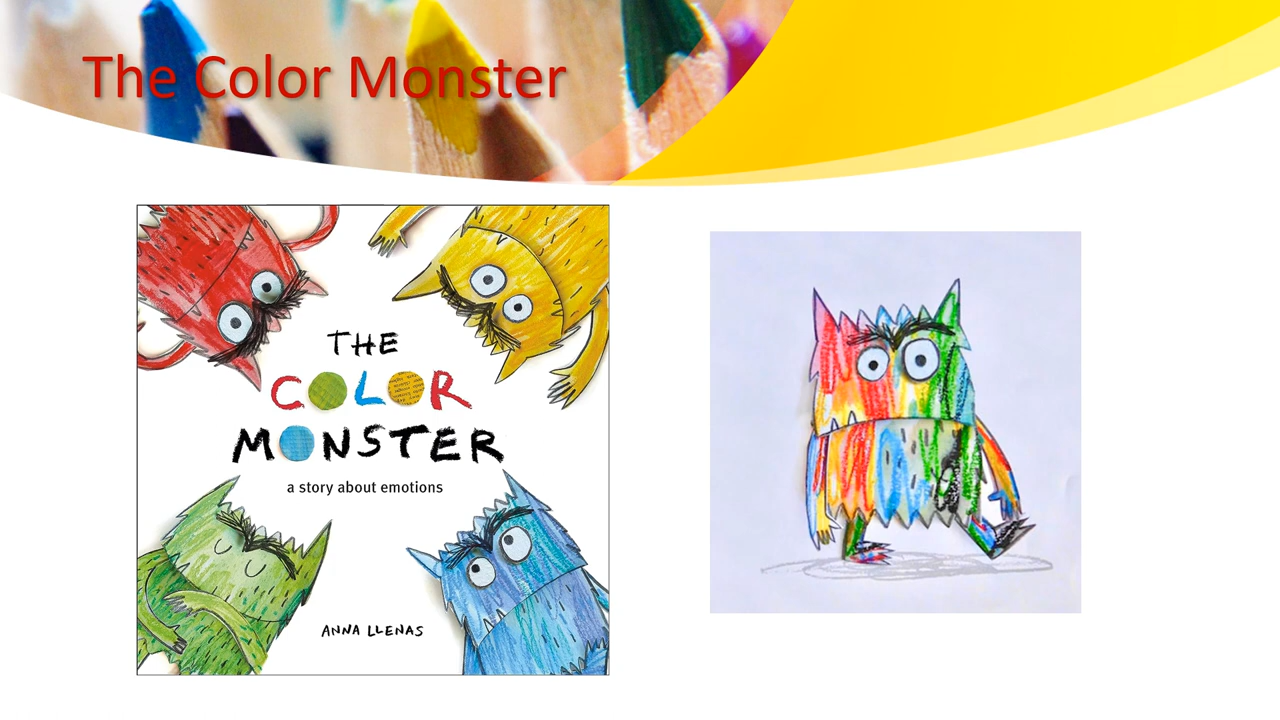 The Color Monster
THE
COLOR
MONSTER
a story about emotions
ANNA LLENAS